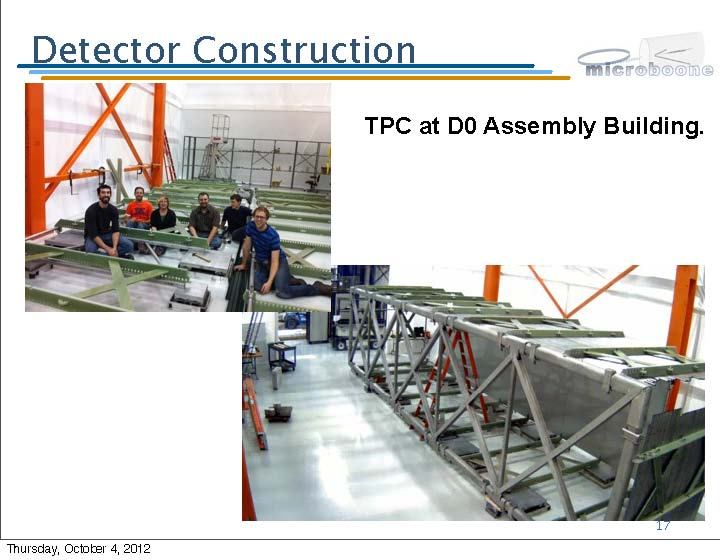 Detector Construction
microboone
TPC at D0 Assembly Building.
17
Thursday, October 4, 2012